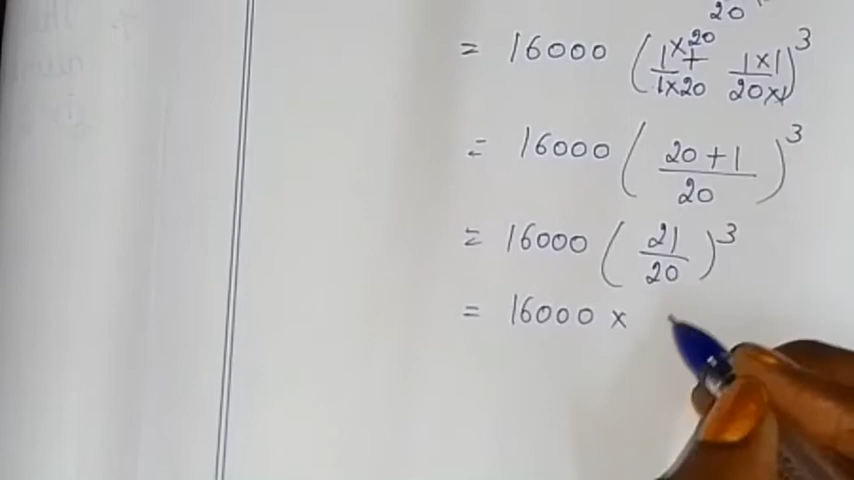 20
= 16000 (1×20/1×20 + 1×1/20×1)³
= 16000 (20+1/20)³
= 16000 (21/20)³
= 16000 ×